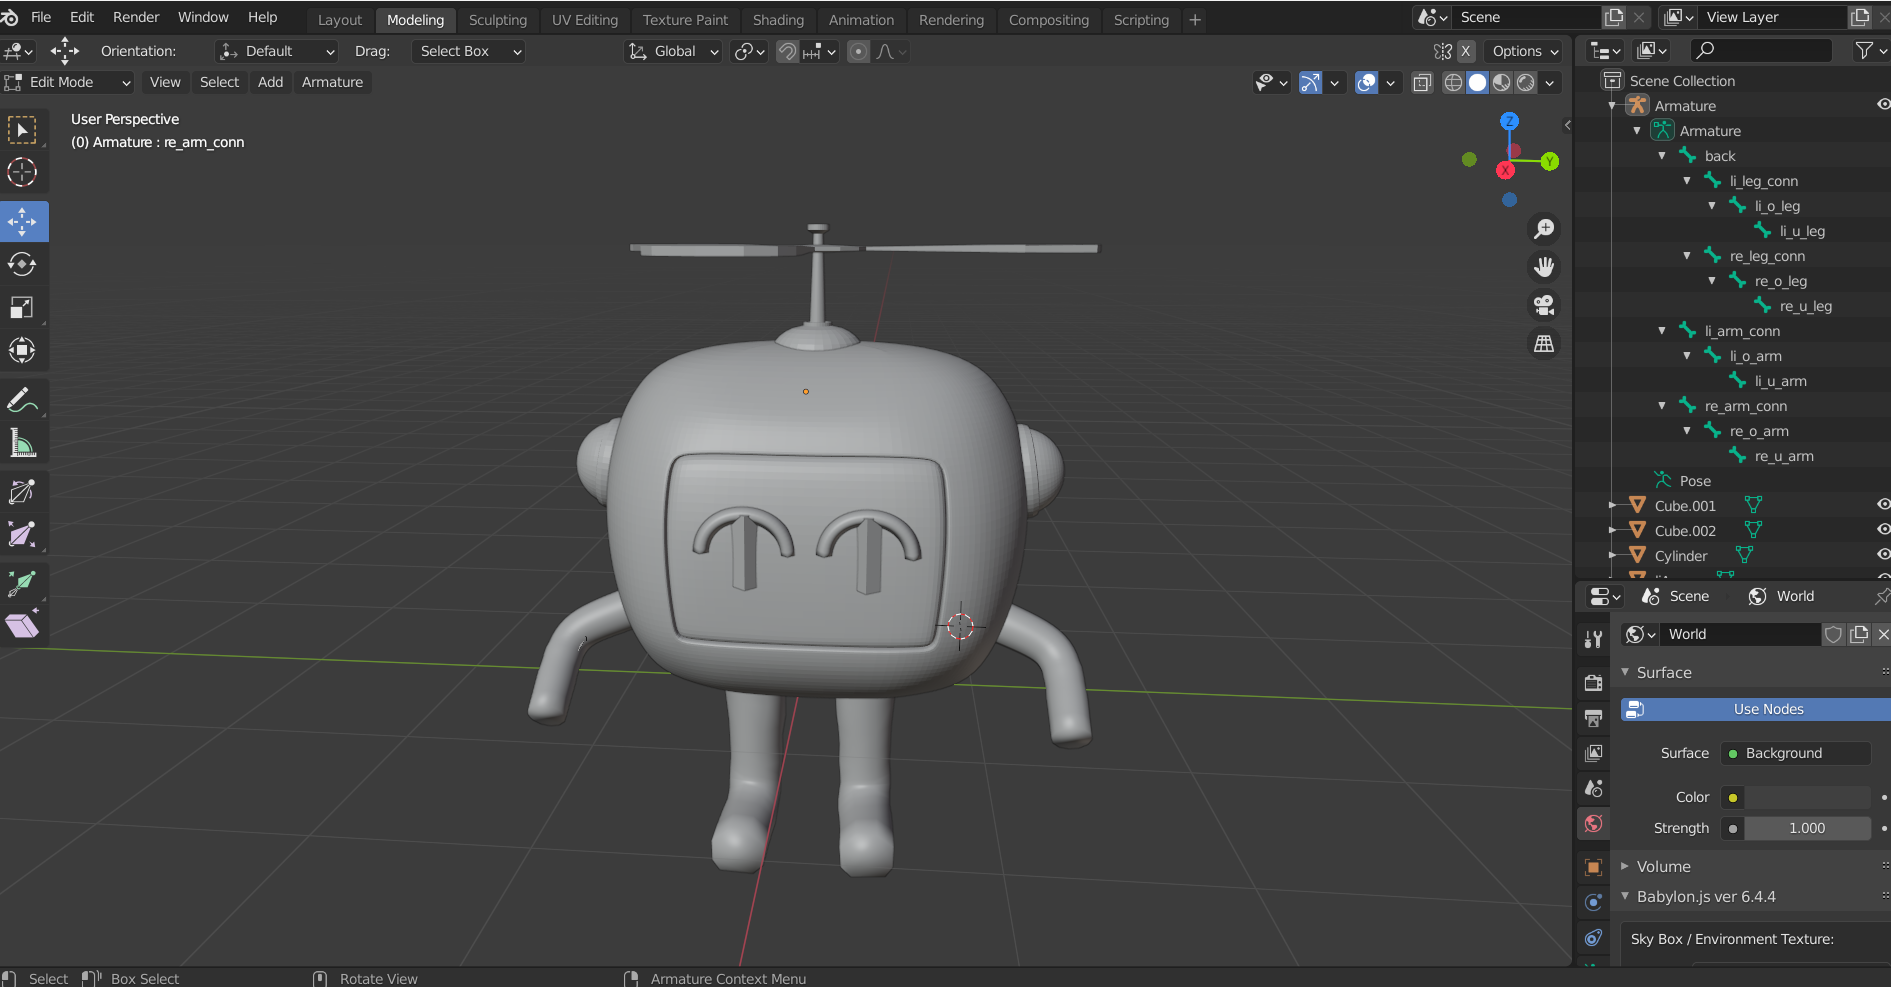 File Edit Render Window Help Layout Modeling Sculpting UV Editing Texture Paint Shading Animation Rendering Compositing Scripting + Scene View Layer
Orientation: Default Drag: Select Box Global X Options
Edit Mode View Select Add Armature
User Perspective
(0) Armature : re_arm_conn
Z
Y
X
Scene Collection
Armature
Armature
back
li_leg_conn
li_o_leg
li_u_leg
re_leg_conn
re_o_leg
re_u_leg
li_arm_conn
li_o_arm
li_u_arm
re_arm_conn
re_o_arm
re_u_arm
Pose
Cube.001
Cube.002
Cylinder
Scene World
World
Surface
Use Nodes
Surface Background
Color
Strength 1.000
Volume
Babylon.js ver 6.4.4
Sky Box / Environment Texture:
Select Box Select Rotate View Armature Context Menu